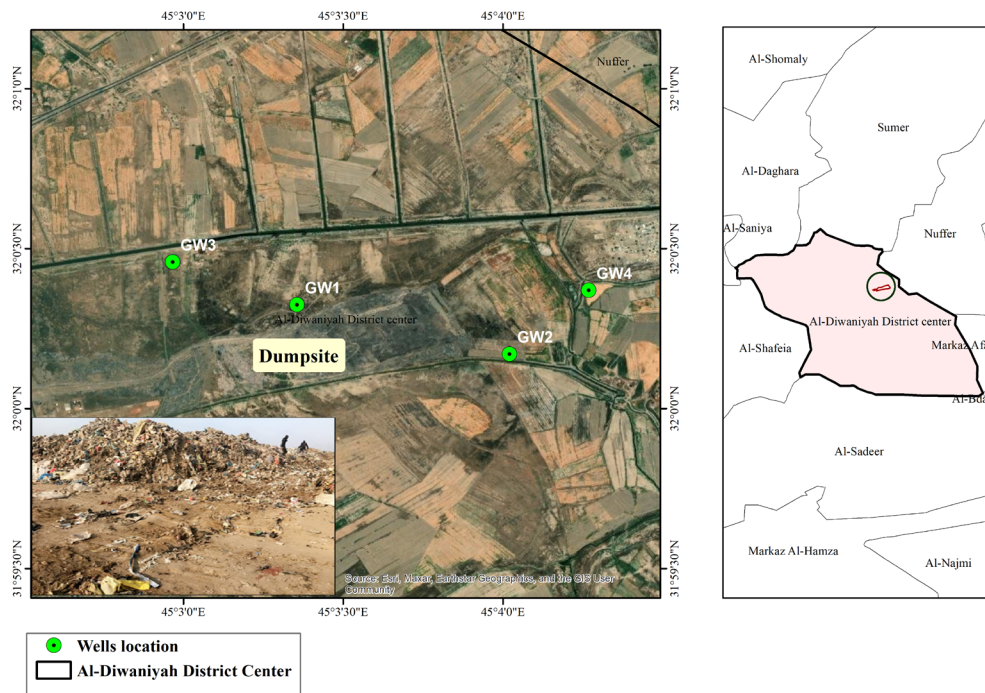 45°3'0"E
45°3'30"E
45°4'0"E
32°1'0"N
32°0'30"N
32°0'0"N
31°59'30"N
Nuffer
GW3
GW1
GW4
GW2
Al-Diwaniyah District center
Dumpsite
Source: Esri, Maxar, Earthstar Geographics, and the GIS User
Community
32°1'0"N
32°0'30"N
32°0'0"N
31°59'30"N
45°3'0"E
45°3'30"E
45°4'0"E
Wells location
Al-Diwaniyah District Center
Al-Shomaly
Sumer
Al-Daghara
Al-Saniya
Nuffer
Al-Diwaniyah District center
Al-Shafeia
Markaz Afa
Al-Bda
Al-Sadeer
Markaz Al-Hamza
Al-Najmi